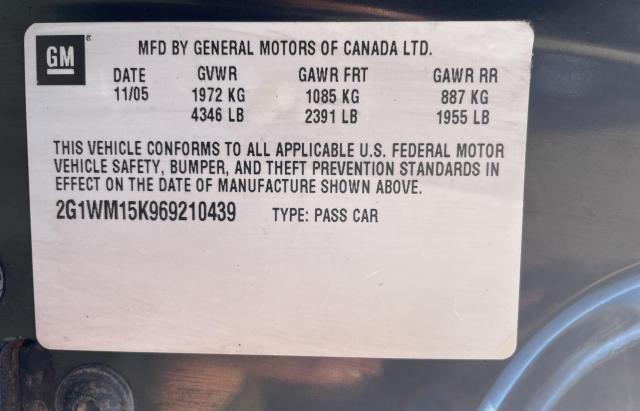 GM ®
MFD BY GENERAL MOTORS OF CANADA LTD.
DATE GVWR GAWR FRT GAWR RR
11/05 1972 KG 1085 KG 887 KG
4346 LB 2391 LB 1955 LB
THIS VEHICLE CONFORMS TO ALL APPLICABLE U.S. FEDERAL MOTOR
VEHICLE SAFETY, BUMPER, AND THEFT PREVENTION STANDARDS IN
EFFECT ON THE DATE OF MANUFACTURE SHOWN ABOVE.
2G1WM15K969210439 TYPE: PASS CAR